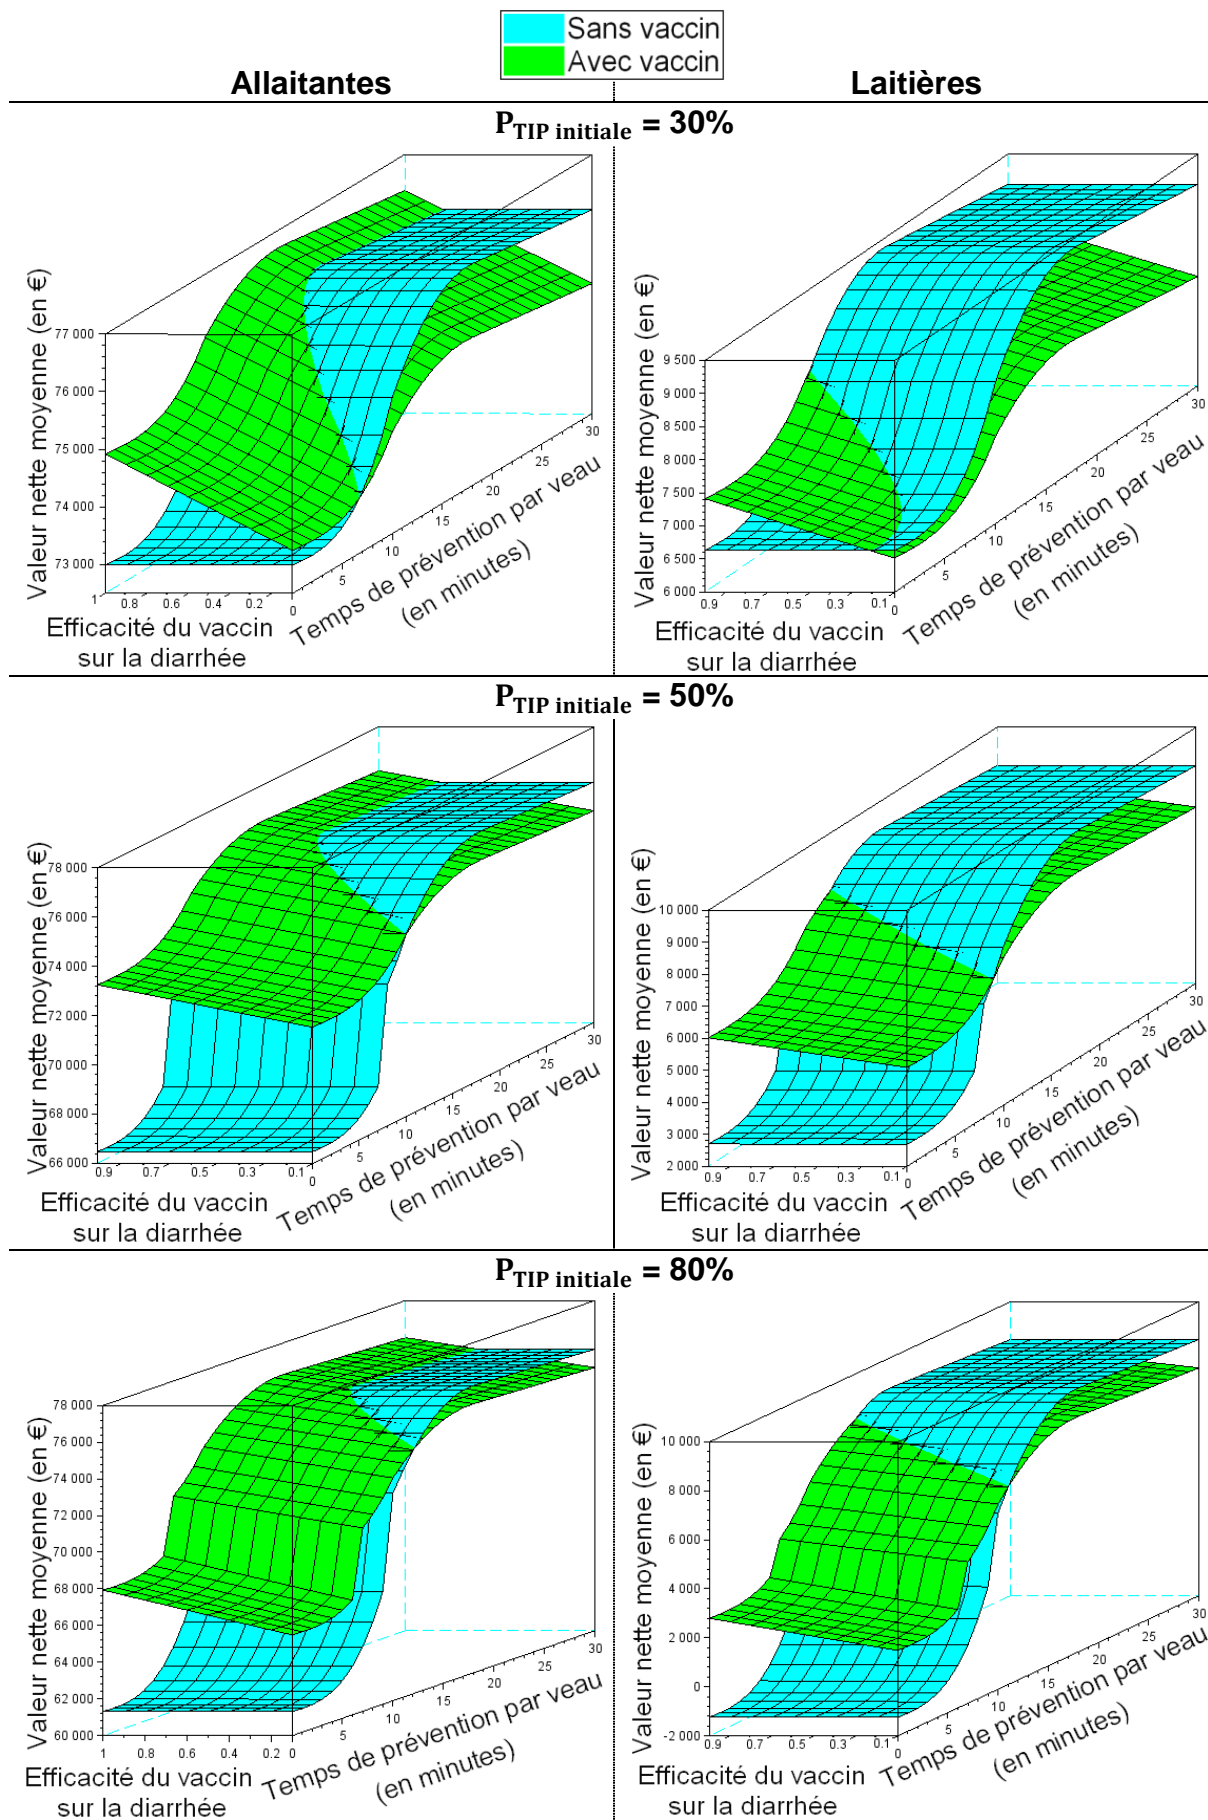 Sans vaccin
Avec vaccin
Allaitantes
Laitières
P TIP initiale = 30%
Valeur nette moyenne (en €)
77 000
76 000
75 000
74 000
73 000
1 0.8 0.6 0.4 0.2 0
Efficacité du vaccin
sur la diarrhée
5 10 15 20 25 30
Temps de prévention par veau
(en minutes)
Valeur nette moyenne (en €)
9 500
9 000
8 500
8 000
7 500
7 000
6 500
6 000
0.9 0.7 0.5 0.3 0.1
Efficacité du vaccin
sur la diarrhée
0 5 10 15 20 25 30
Temps de prévention par veau
(en minutes)
P TIP initiale = 50%
Valeur nette moyenne (en €)
78 000
76 000
74 000
72 000
70 000
68 000
66 000
0.9 0.7 0.5 0.3 0.1
Efficacité du vaccin
sur la diarrhée
0 5 10 15 20 25 30
Temps de prévention par veau
(en minutes)
Valeur nette moyenne (en €)
10 000
9 000
8 000
7 000
6 000
5 000
4 000
3 000
2 000
0.9 0.7 0.5 0.3 0.1
Efficacité du vaccin
sur la diarrhée
0 5 10 15 20 25 30
Temps de prévention par veau
(en minutes)
P TIP initiale = 80%
Valeur nette moyenne (en €)
78 000
76 000
74 000
72 000
70 000
68 000
66 000
64 000
62 000
60 000
1 0.8 0.6 0.4 0.2 0
Efficacité du vaccin
sur la diarrhée
5 10 15 20 25 30
Temps de prévention par veau
(en minutes)
Valeur nette moyenne (en €)
10 000
8 000
6 000
4 000
2 000
0
-2 000
0.9 0.7 0.5 0.3 0.1
Efficacité du vaccin
sur la diarrhée
0 5 10 15 20 25 30
Temps de prévention par veau
(en minutes)